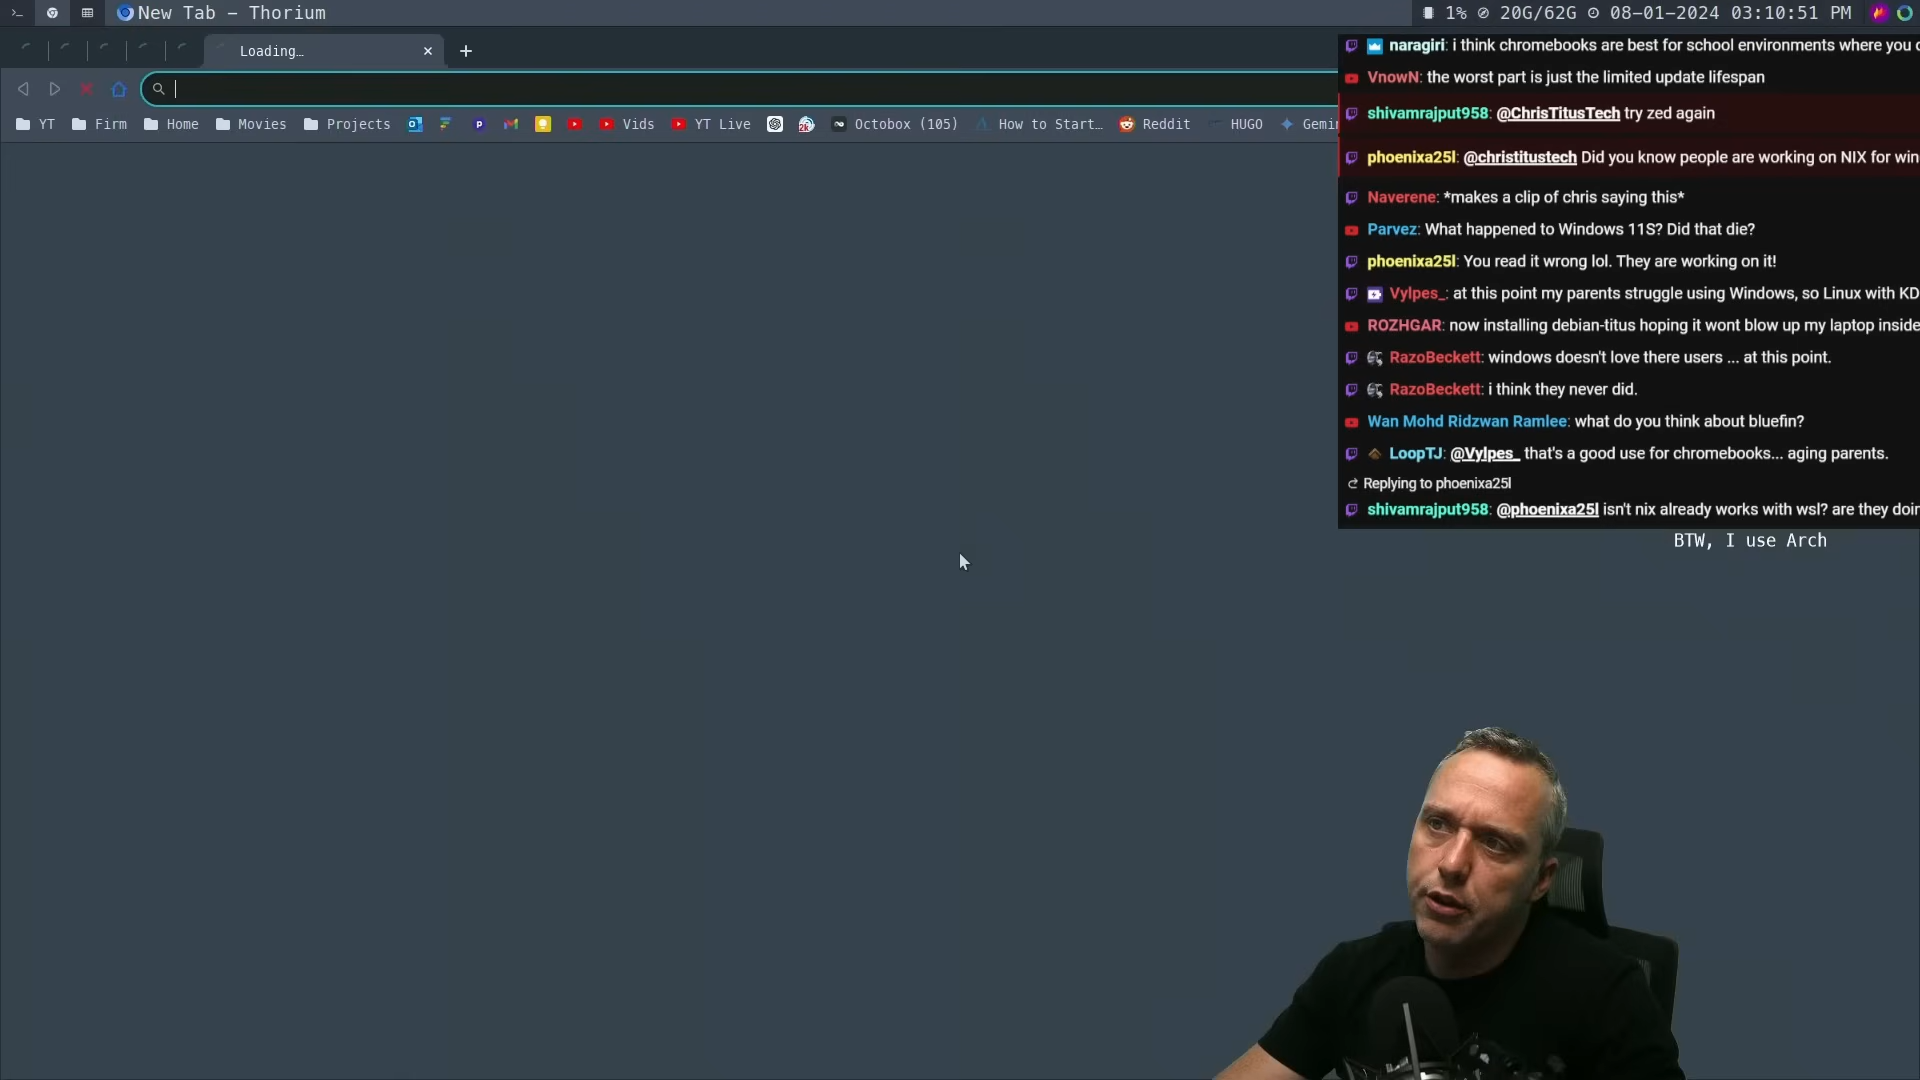 New Tab - Thorium
1% 20G/62G 08-01-2024 03:10:51 PM
Loading…
YT Firm Home Movies Projects Vids YT Live Octobox (105) How to Start… Reddit HUGO
naragiri: i think chromebooks are best for school environments where you
VnowN: the worst part is just the limited update lifespan
shivamrajput958: @ChrisTitusTech try zed again
phoenixa25l: @christitustech Did you know people are working on NIX for
Naverene: *makes a clip of chris saying this*
Parvez: What happened to Windows 11S? Did that die?
phoenixa25l: You read it wrong lol. They are working on it!
Vylpes_: at this point my parents struggle using Windows, so Linux with KD
ROZHGAR: now installing debian-titus hoping it wont blow up my laptop inside
RazoBeckett: windows doesn't love there users ... at this point.
RazoBeckett: i think they never did.
Wan Mohd Ridzwan Ramlee: what do you think about bluefin?
LoopTJ: @Vylpes_ that's a good use for chromebooks... aging parents.
Replying to phoenixa25l
shivamrajput958: @phoenixa25l isn't nix already works with wsl? are they
BTW, I use Arch